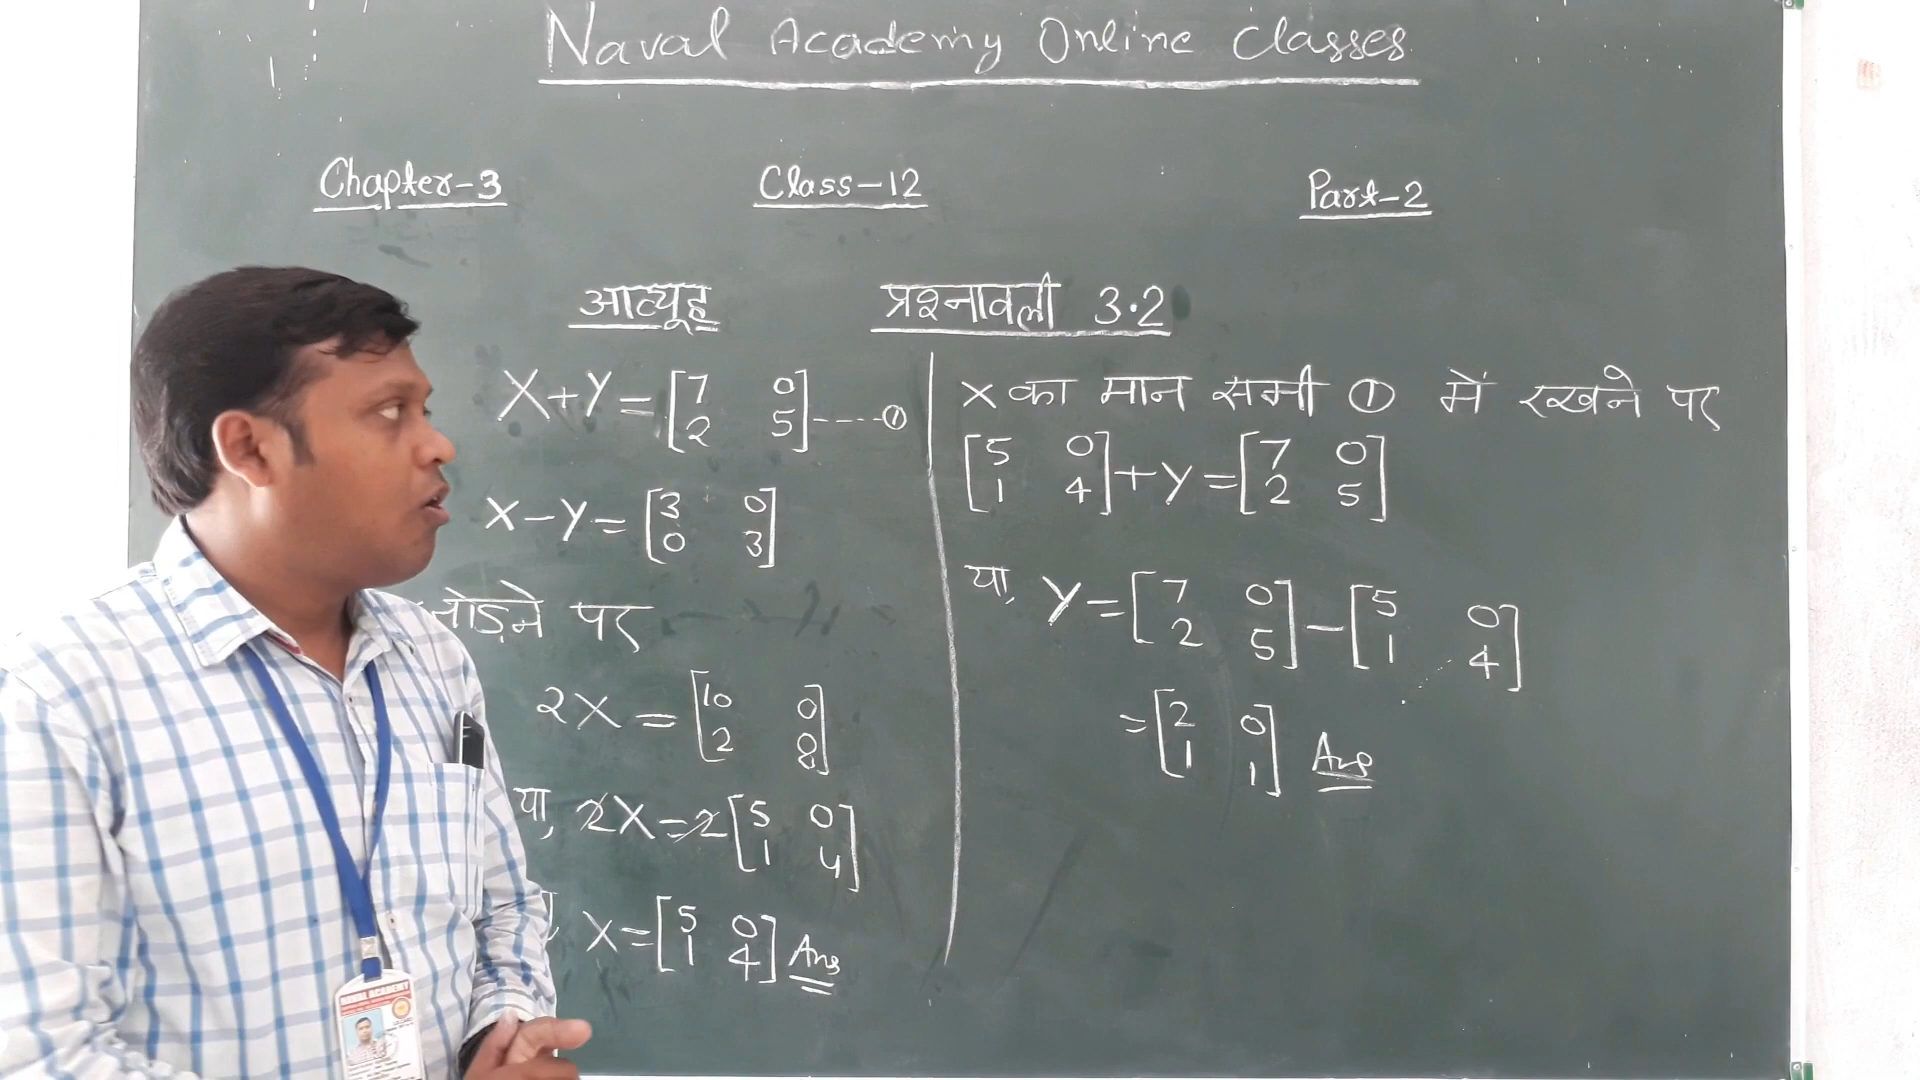 Naval Academy Online Classes
Chapter-3 Class-12 Part-2
आव्यूह प्रश्नावली 3.2
X+Y=[7 0
2 5]----①
X-Y=[3 0
0 3]
जोड़ने पर
2X=[10 0
2 8]
या, 2X=2[5 0
1 4]
X=[5 0
1 4] Ans
X का मान समी ① में रखने पर
[5 0
1 4]+Y=[7 0
2 5]
या, Y=[7 0
2 5]-[5 0
1 4]
=[2 0
1 1] Ans
NAVAL ACADEMY